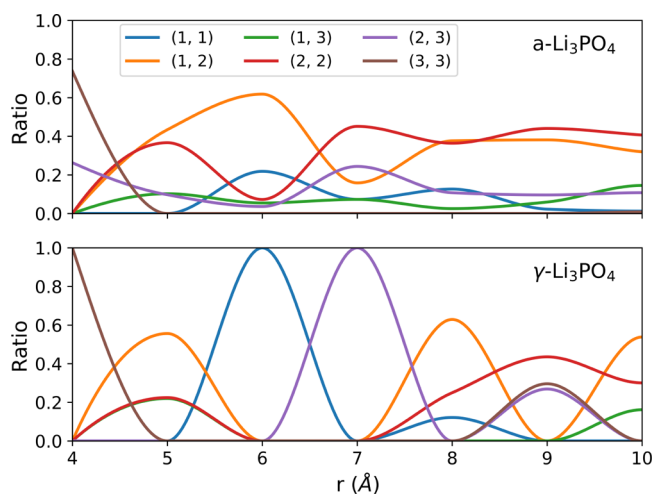 1.0
0.8
0.6
0.4
0.2
0.0
Ratio
(1, 1) (1, 3) (2, 3)
(1, 2) (2, 2) (3, 3)
a-Li₃PO₄
1.0
0.8
0.6
0.4
0.2
0.0
Ratio
γ-Li₃PO₄
4 5 6 7 8 9 10
r (Å)